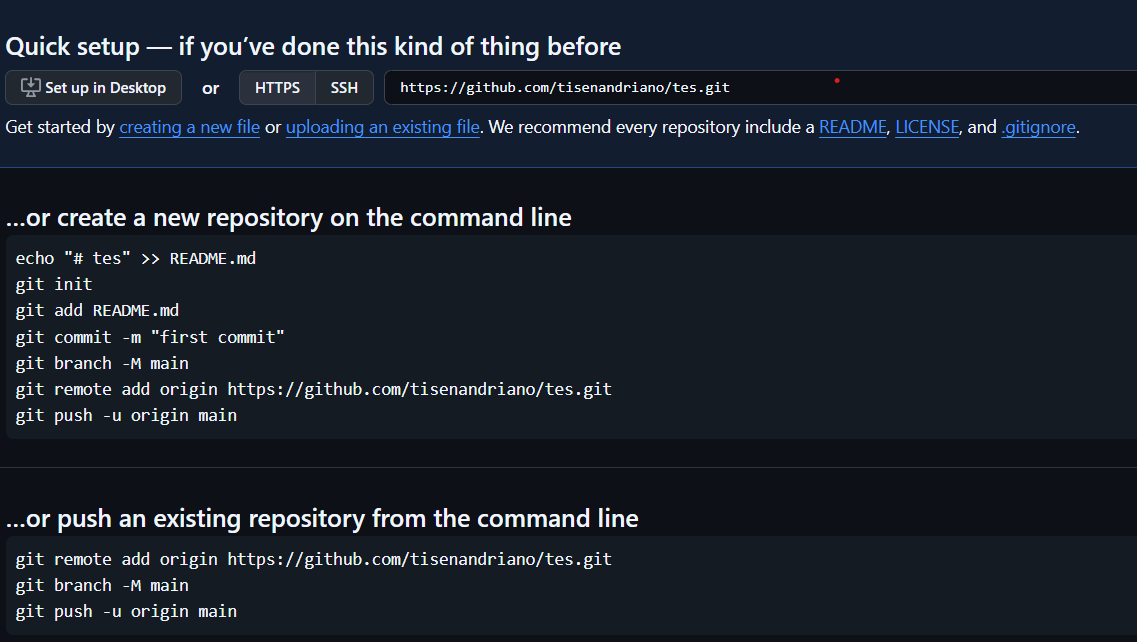 Quick setup — if you’ve done this kind of thing before
Set up in Desktop or HTTPS SSH https://github.com/tisenandriano/tes.git
Get started by creating a new file or uploading an existing file. We recommend every repository include a README, LICENSE, and .gitignore.
…or create a new repository on the command line
echo "# tes" >> README.md
git init
git add README.md
git commit -m "first commit"
git branch -M main
git remote add origin https://github.com/tisenandriano/tes.git
git push -u origin main
…or push an existing repository from the command line
git remote add origin https://github.com/tisenandriano/tes.git
git branch -M main
git push -u origin main